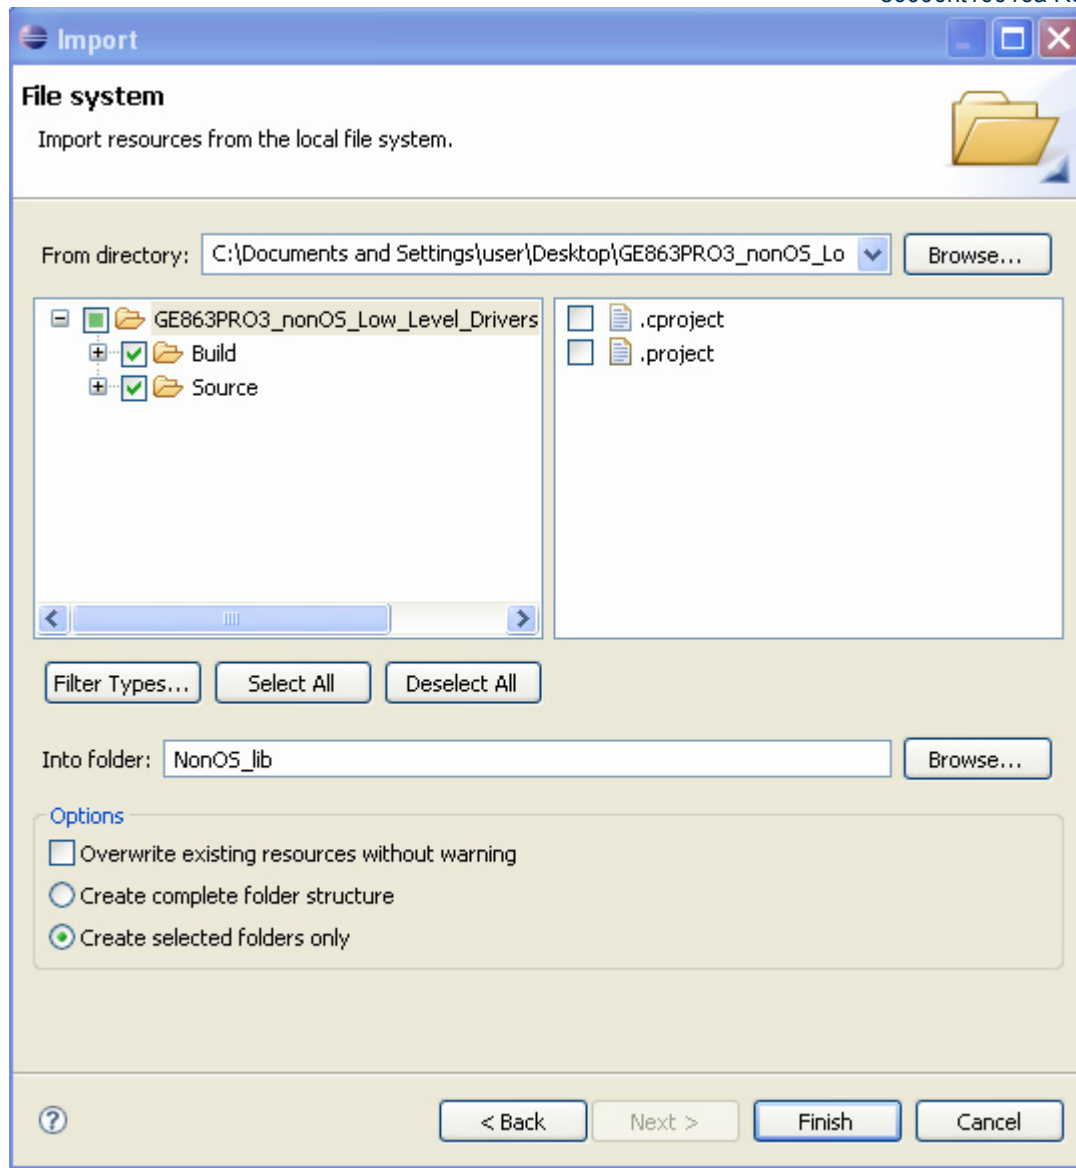 Import
File system
Import resources from the local file system.
From directory: C:\Documents and Settings\user\Desktop\GE863PRO3_nonOS_Lo Browse...
GE863PRO3_nonOS_Low_Level_Drivers .cproject
Build .project
Source
Filter Types... Select All Deselect All
Into folder: NonOS_lib Browse...
Options
Overwrite existing resources without warning
Create complete folder structure
Create selected folders only
< Back Next > Finish Cancel